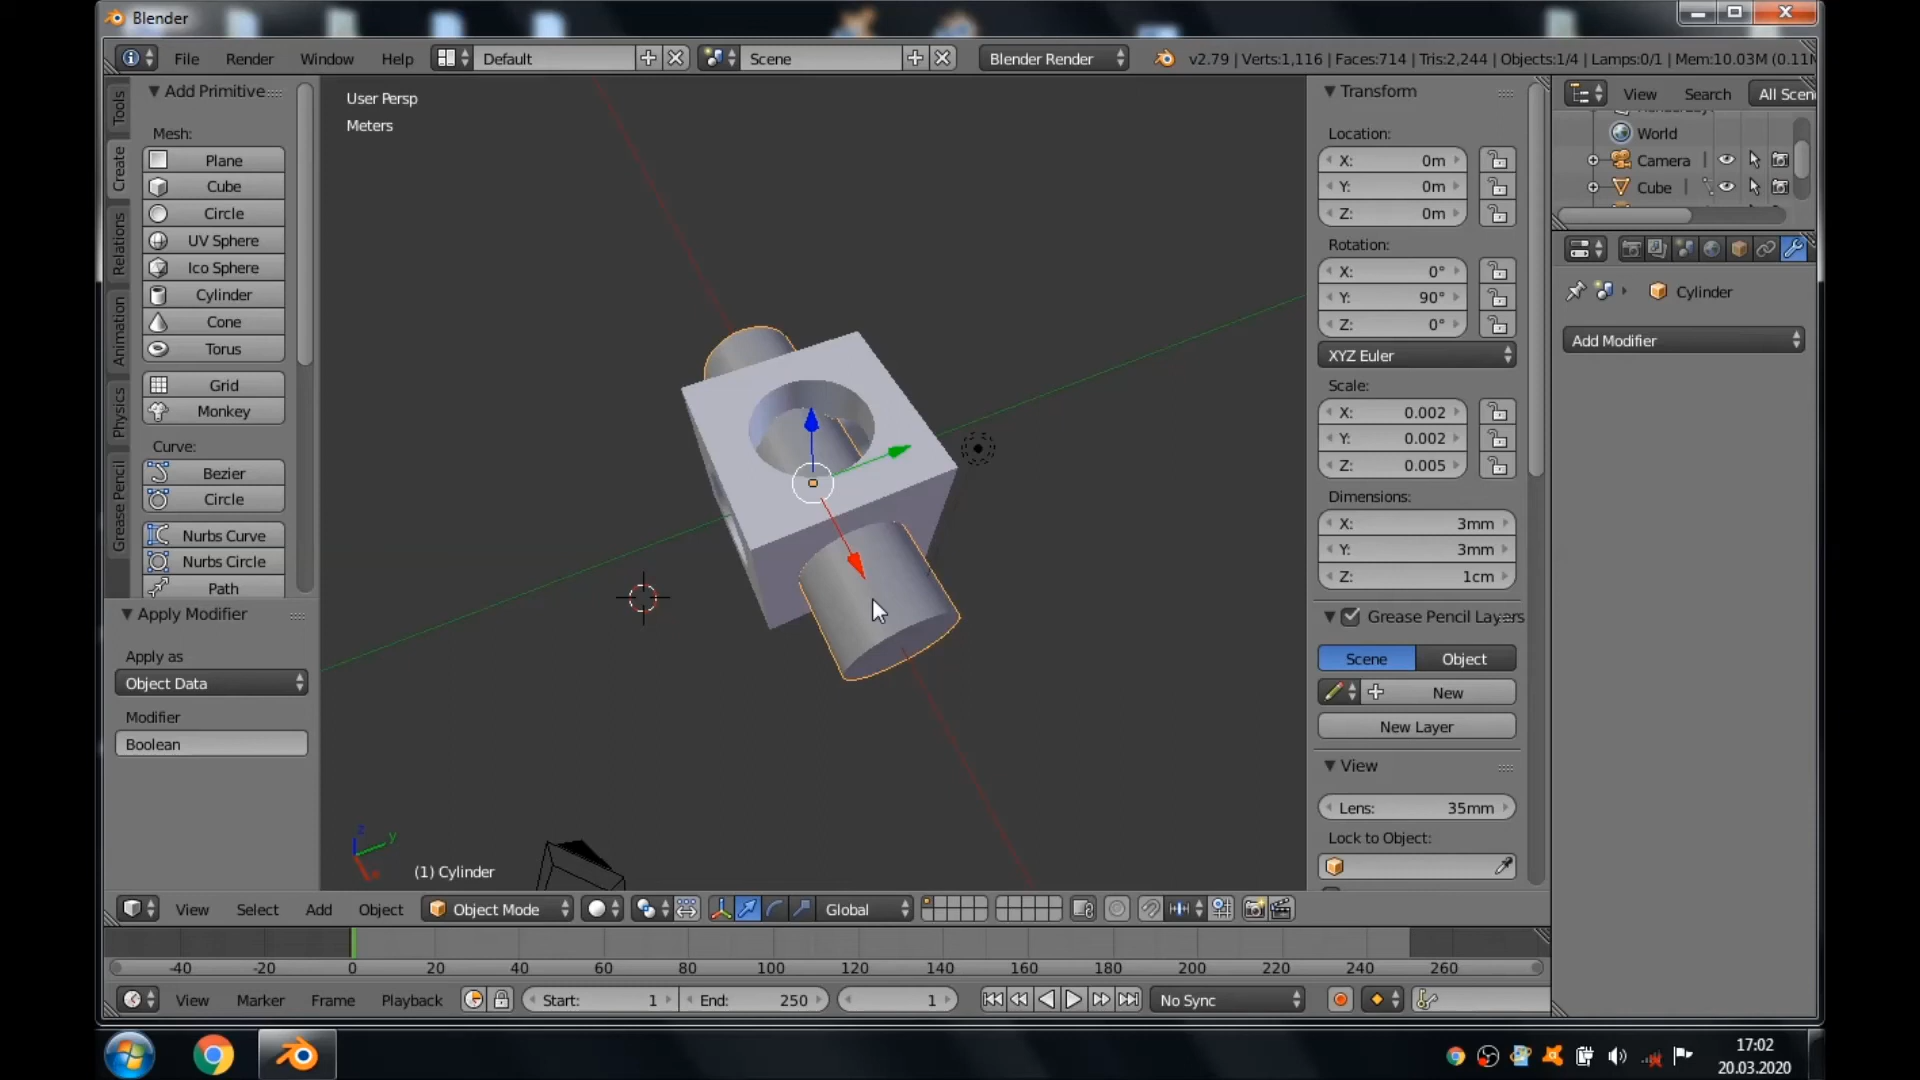 Blender
File Render Window Help Default Scene Blender Render v2.79 | Verts:1,116 | Faces:714 | Tris:2,244 | Objects:1/4 | Lamps:0/1 | Mem:10.03M (0.11M
Tools
Create
Relations
Animation
Physics
Grease Pencil
Add Primitive
Mesh:
Plane
Cube
Circle
UV Sphere
Ico Sphere
Cylinder
Cone
Torus
Grid
Monkey
Curve:
Bezier
Circle
Nurbs Curve
Nurbs Circle
Path
Apply Modifier
Apply as
Object Data
Modifier
Boolean
User Persp
Meters
z
y
x
(1) Cylinder
Transform
Location:
X: 0m
Y: 0m
Z: 0m
Rotation:
X: 0°
Y: 90°
Z: 0°
XYZ Euler
Scale:
X: 0.002
Y: 0.002
Z: 0.005
Dimensions:
X: 3mm
Y: 3mm
Z: 1cm
Grease Pencil Layers
Scene Object
New
New Layer
View
Lens: 35mm
Lock to Object:
View Search All Scen
World
Camera
Cube
Cylinder
Add Modifier
View Select Add Object Object Mode Global
-40 -20 0 20 40 60 80 100 120 140 160 180 200 220 240 260
View Marker Frame Playback Start: 1 End: 250 1 No Sync
17:02
20.03.2020